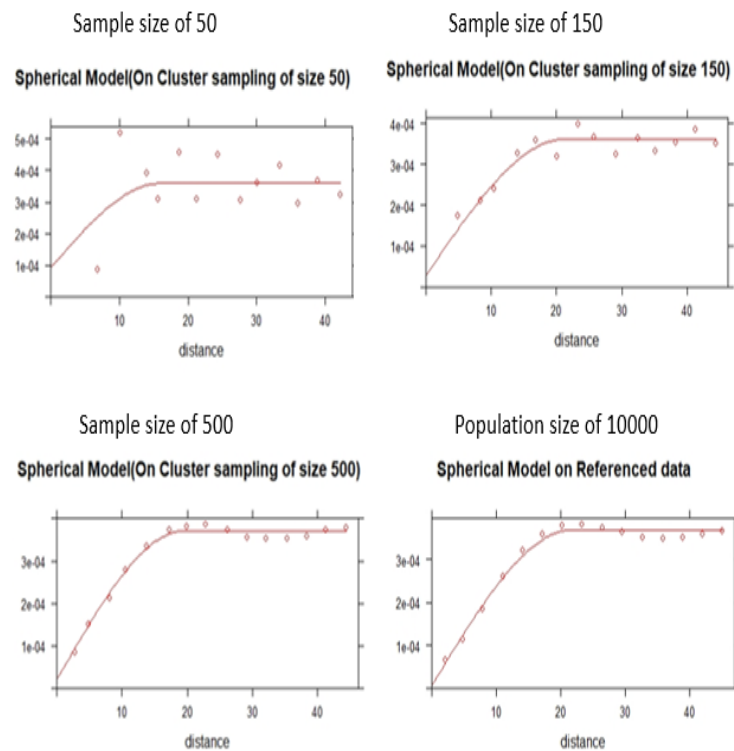 Sample size of 50
Sample size of 150
Spherical Model(On Cluster sampling of size 50)
Spherical Model(On Cluster sampling of size 150)
5e-04
4e-04
3e-04
2e-04
1e-04
10
20
30
40
distance
4e-04
3e-04
2e-04
1e-04
10
20
30
40
distance
Sample size of 500
Population size of 10000
Spherical Model(On Cluster sampling of size 500)
Spherical Model on Referenced data
3e-04
2e-04
1e-04
10
20
30
40
distance
3e-04
2e-04
1e-04
10
20
30
40
distance